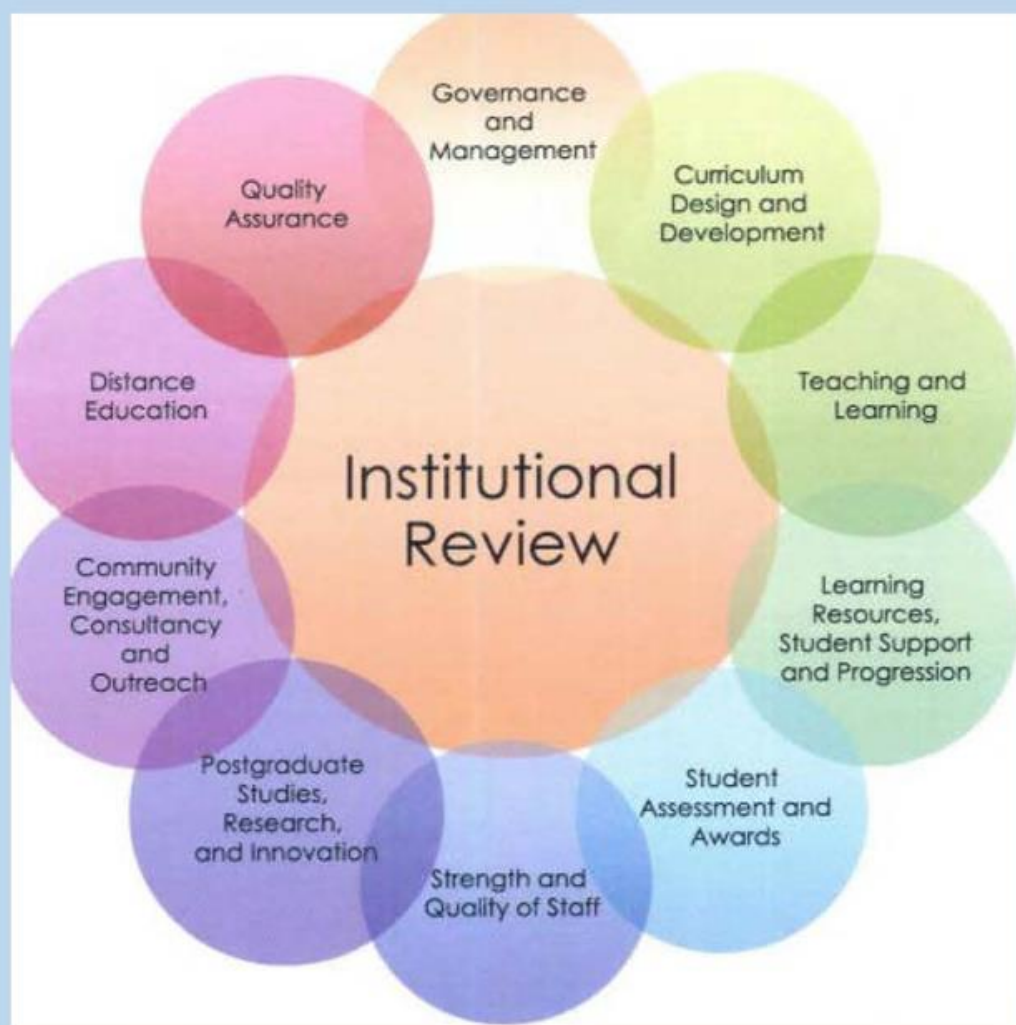 Governance
and
Management
Curriculum
Design and
Development
Teaching and
Learning
Learning
Resources,
Student Support
and Progression
Student
Assessment and
Awards
Strength and
Quality of Staff
Postgraduate
Studies,
Research,
and Innovation
Community
Engagement,
Consultancy
and
Outreach
Distance
Education
Quality
Assurance
Institutional
Review